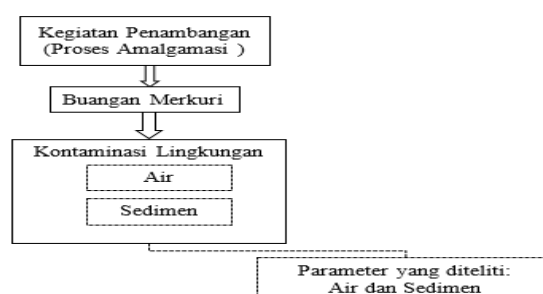 Kegiatan Penambangan
(Proses Amalgamasi )
Buangan Merkuri
Kontaminasi Lingkungan
Air
Sedimen
Parameter yang diteliti:
Air dan Sedimen